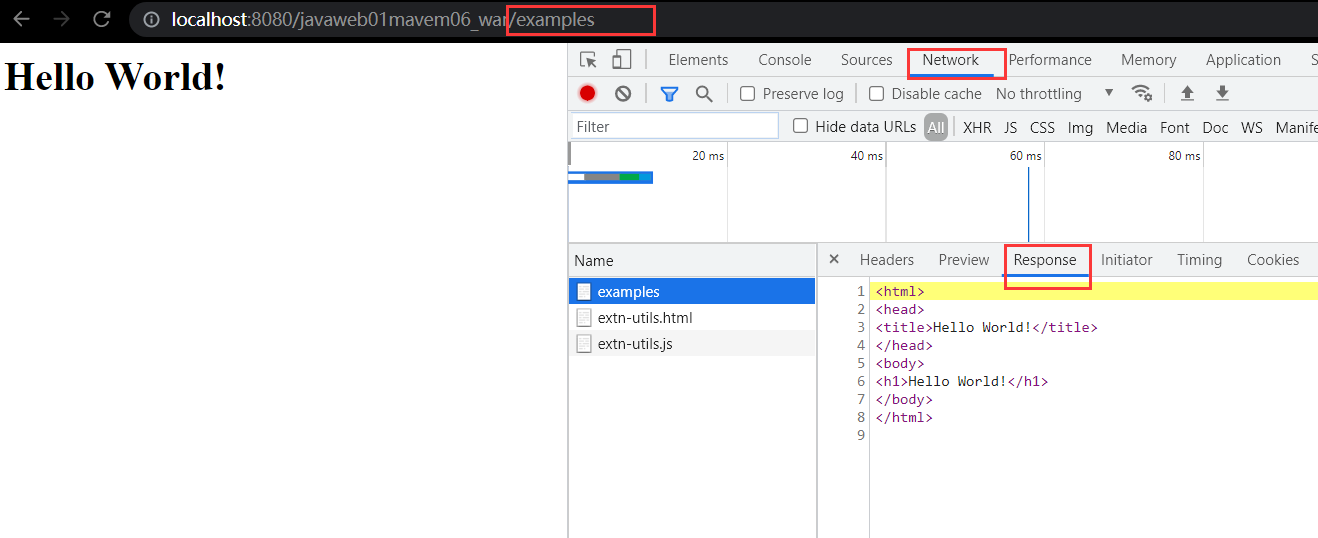 localhost:8080/javaweb01mavem06_war/examples
Hello World!
Elements Console Sources Network Performance Memory Application S
Preserve log Disable cache No throttling
Filter Hide data URLs All XHR JS CSS Img Media Font Doc WS Manife
20 ms 40 ms 60 ms 80 ms
Name
examples
extn-utils.html
extn-utils.js
× Headers Preview Response Initiator Timing Cookies
1 <html>
2 <head>
3 <title>Hello World!</title>
4 </head>
5 <body>
6 <h1>Hello World!</h1>
7 </body>
8 </html>
9